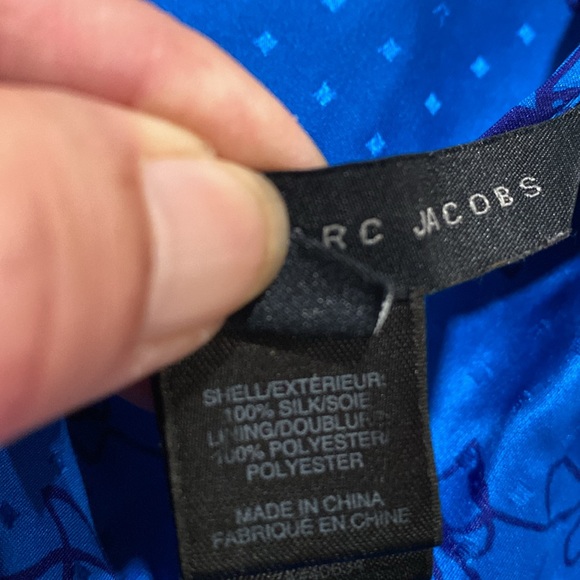 RC JACOBS
SHELL/EXTÉRIEUR:
100% SILK/SOIE
LINING/DOUBLURE
100% POLYESTER/
POLYESTER
MADE IN CHINA
FABRIQUÉ EN CHINE